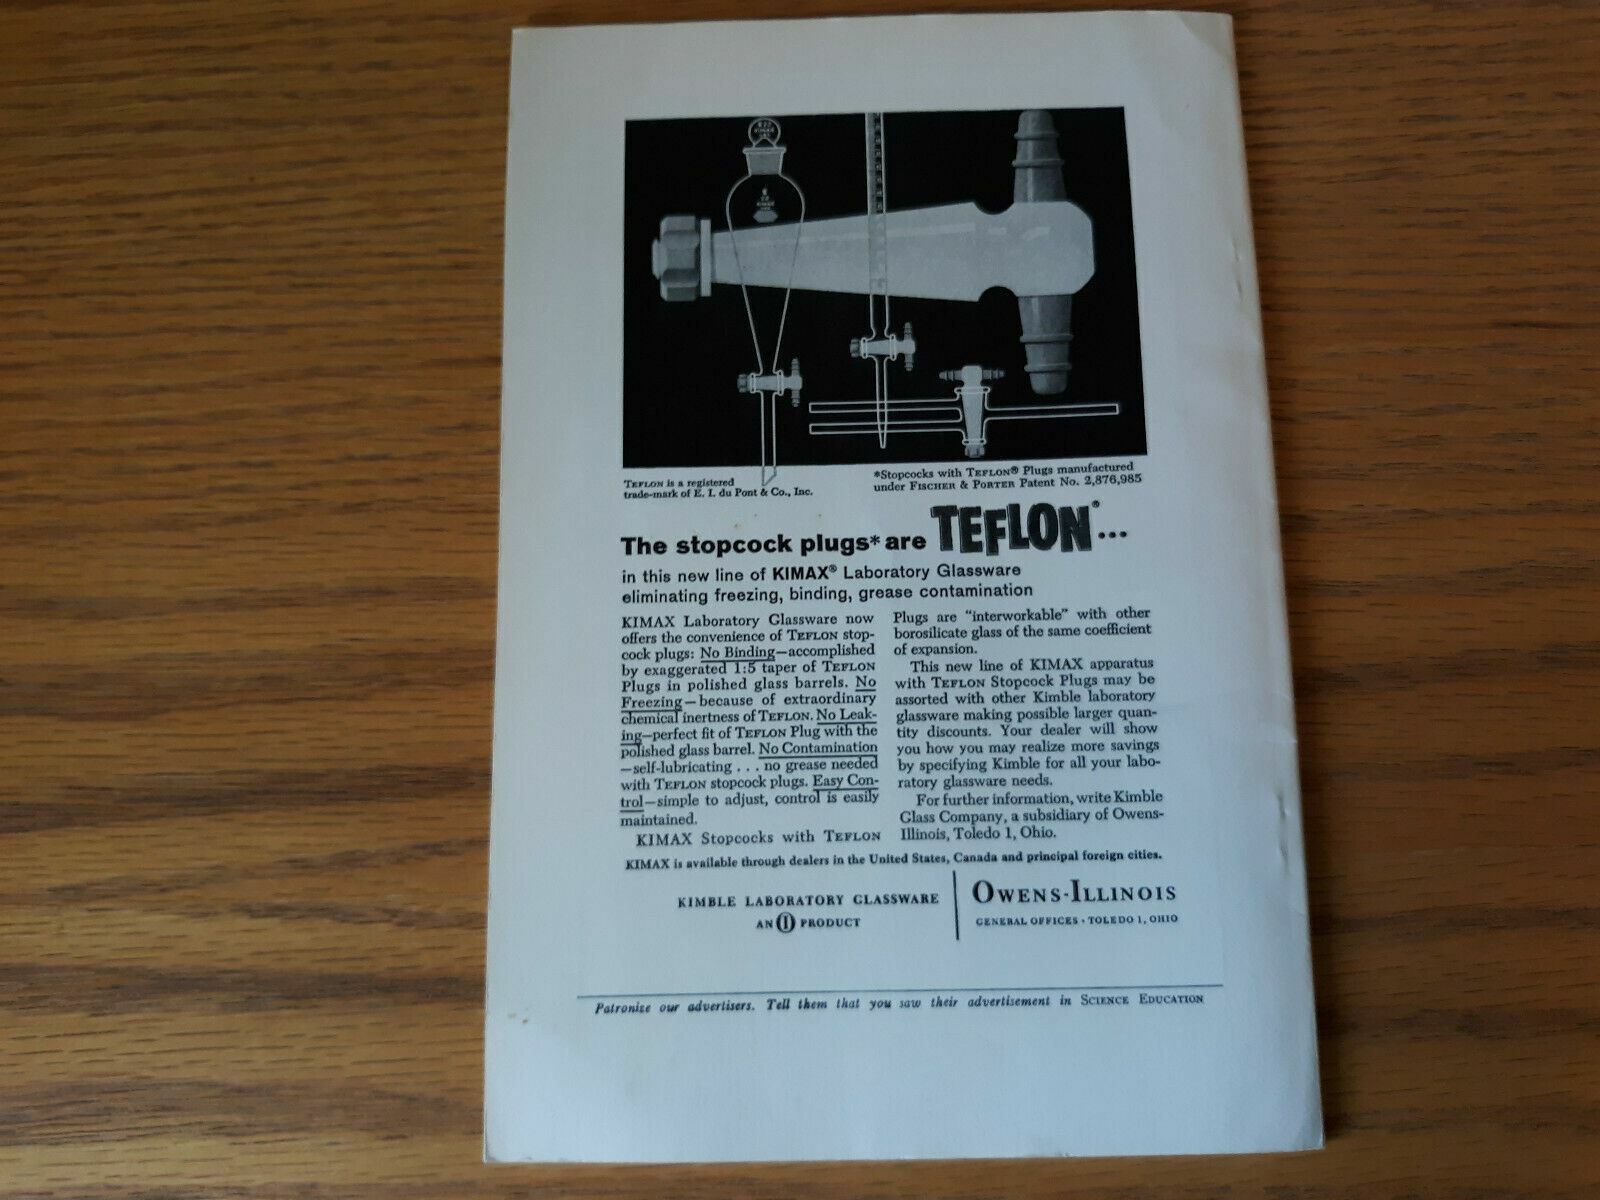 KIMAX
KIMAX
TEFLON is a registered
trade-mark of E. I. du Pont & Co., Inc.
*Stopcocks with TEFLON® Plugs manufactured
under FISCHER & PORTER Patent No. 2,876,985
The stopcock plugs* are TEFLON®...
in this new line of KIMAX® Laboratory Glassware
eliminating freezing, binding, grease contamination
KIMAX Laboratory Glassware now
offers the convenience of TEFLON stop-
cock plugs: No Binding—accomplished
by exaggerated 1:5 taper of TEFLON
Plugs in polished glass barrels. No
Freezing—because of extraordinary
chemical inertness of TEFLON. No Leak-
ing—perfect fit of TEFLON Plug with the
polished glass barrel. No Contamination
—self-lubricating . . . no grease needed
with TEFLON stopcock plugs. Easy Con-
trol—simple to adjust, control is easily
maintained.
KIMAX Stopcocks with TEFLON
Plugs are "interworkable" with other
borosilicate glass of the same coefficient
of expansion.
This new line of KIMAX apparatus
with TEFLON Stopcock Plugs may be
assorted with other Kimble laboratory
glassware making possible larger quan-
tity discounts. Your dealer will show
you how you may realize more savings
by specifying Kimble for all your labo-
ratory glassware needs.
For further information, write Kimble
Glass Company, a subsidiary of Owens-
Illinois, Toledo 1, Ohio.
KIMAX is available through dealers in the United States, Canada and principal foreign cities.
KIMBLE LABORATORY GLASSWARE
AN I PRODUCT
OWENS-ILLINOIS
GENERAL OFFICES · TOLEDO 1, OHIO
Patronize our advertisers. Tell them that you saw their advertisement in SCIENCE EDUCATION